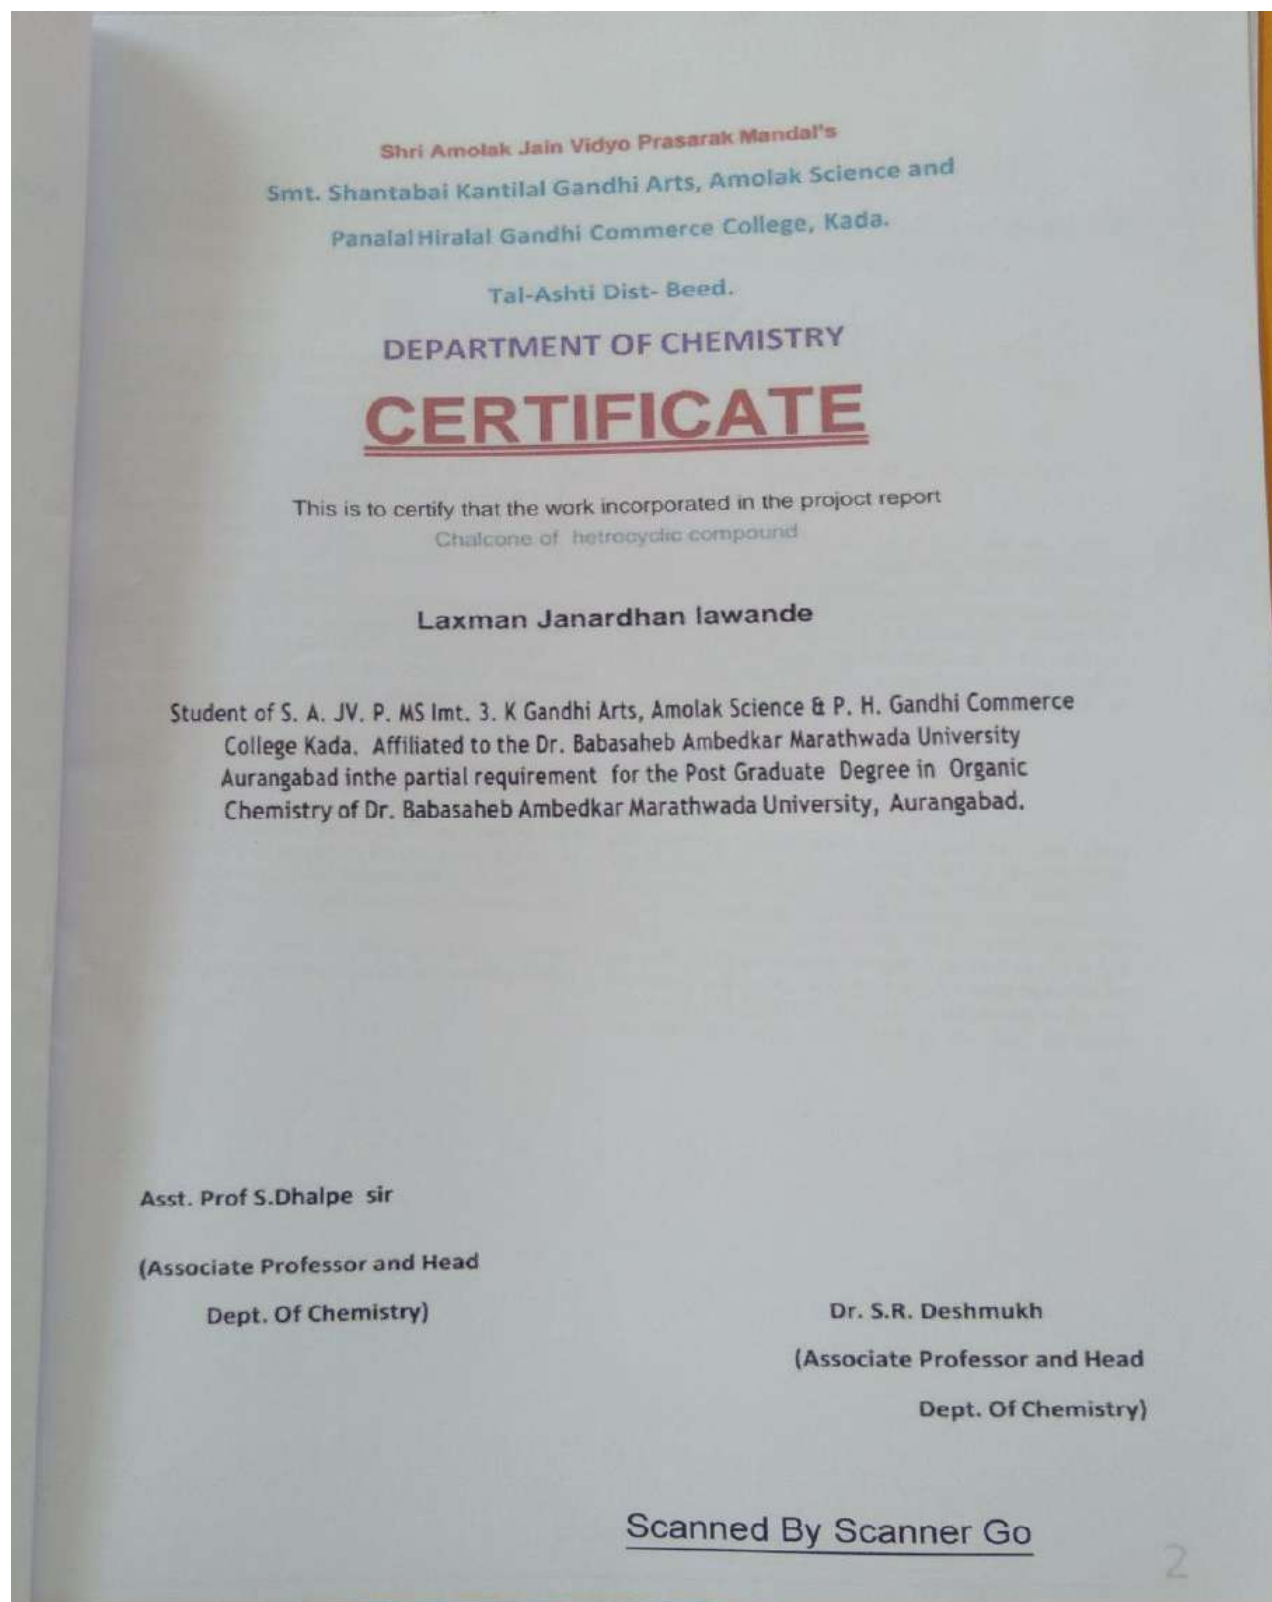 Shri Amolak Jain Vidyo Prasarak Mandal's
Smt. Shantabai Kantilal Gandhi Arts, Amolak Science and
Panalal Hiralal Gandhi Commerce College, Kada.
Tal-Ashti Dist- Beed.
DEPARTMENT OF CHEMISTRY
CERTIFICATE
This is to certify that the work incorporated in the projoct report
Chalcone of hetrocyclic compound
Laxman Janardhan lawande
Student of S. A. JV. P. MS lmt. 3. K Gandhi Arts, Amolak Science & P. H. Gandhi Commerce
College Kada. Affiliated to the Dr. Babasaheb Ambedkar Marathwada University
Aurangabad inthe partial requirement for the Post Graduate Degree in Organic
Chemistry of Dr. Babasaheb Ambedkar Marathwada University, Aurangabad.
Asst. Prof S.Dhalpe sir
(Associate Professor and Head
Dept. Of Chemistry)
Dr. S.R. Deshmukh
(Associate Professor and Head
Dept. Of Chemistry)
Scanned By Scanner Go
2